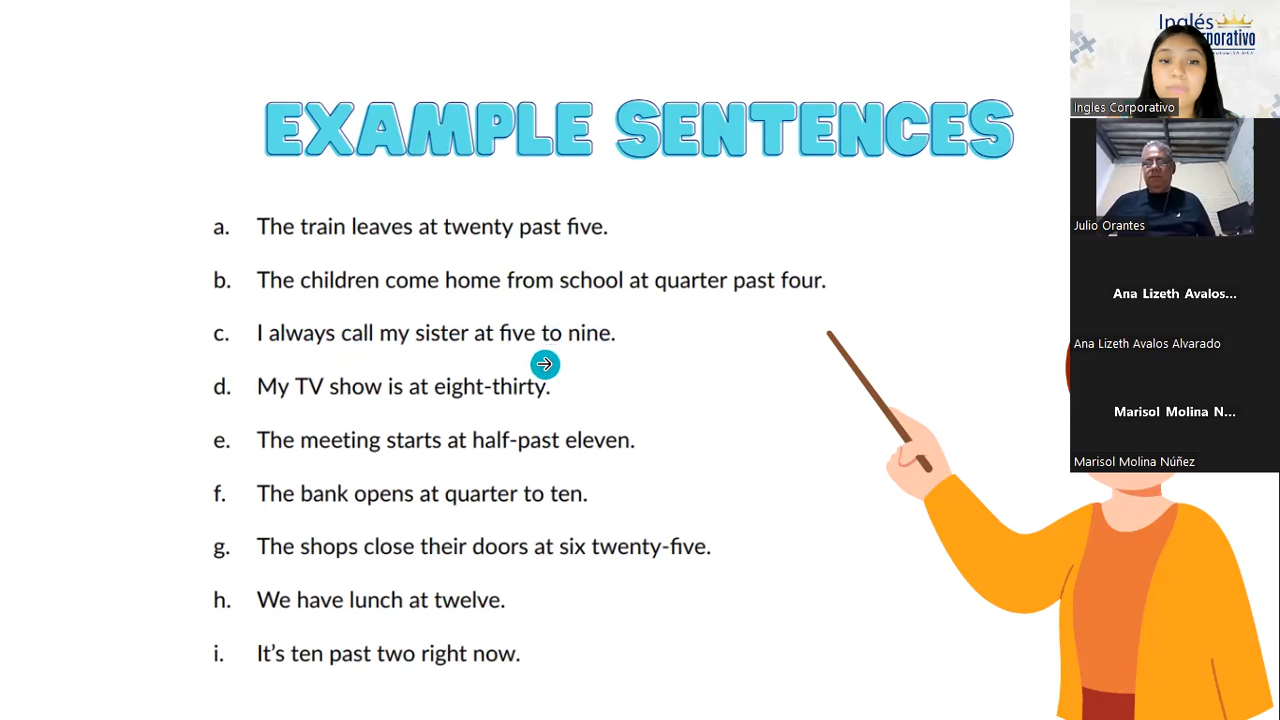 EXAMPLE SENTENCES
a. The train leaves at twenty past five.
b. The children come home from school at quarter past four.
c. I always call my sister at five to nine.
d. My TV show is at eight-thirty.
e. The meeting starts at half-past eleven.
f. The bank opens at quarter to ten.
g. The shops close their doors at six twenty-five.
h. We have lunch at twelve.
i. It’s ten past two right now.
Inglés
Ingles Corporativo
Julio Orantes
Ana Lizeth Avalos...
Ana Lizeth Avalos Alvarado
Marisol Molina N...
Marisol Molina Núñez